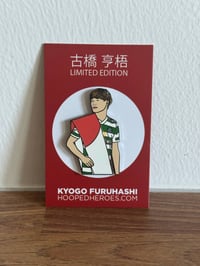 古橋 亨梧
LIMITED EDITION
KYOGO FURUHASHI
HOOPEDHEROES.COM